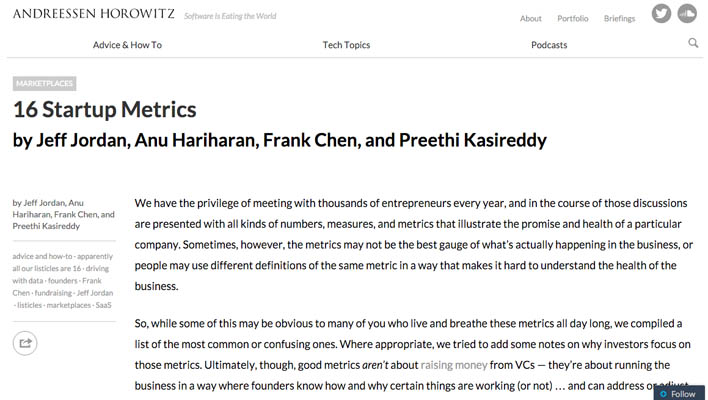 ANDREESSEN HOROWITZ Software Is Eating the World
About Portfolio Briefings
Advice & How To Tech Topics Podcasts
MARKETPLACES
16 Startup Metrics
by Jeff Jordan, Anu Hariharan, Frank Chen, and Preethi Kasireddy
by Jeff Jordan, Anu
Hariharan, Frank Chen, and
Preethi Kasireddy
advice and how-to · apparently
all our listicles are 16 · driving
with data · founders · Frank
Chen · fundraising · Jeff Jordan
· listicles · marketplaces · SaaS
We have the privilege of meeting with thousands of entrepreneurs every year, and in the course of those discussions
are presented with all kinds of numbers, measures, and metrics that illustrate the promise and health of a particular
company. Sometimes, however, the metrics may not be the best gauge of what's actually happening in the business, or
people may use different definitions of the same metric in a way that makes it hard to understand the health of the
business.
So, while some of this may be obvious to many of you who live and breathe these metrics all day long, we compiled a
list of the most common or confusing ones. Where appropriate, we tried to add some notes on why investors focus on
those metrics. Ultimately, though, good metrics aren't about raising money from VCs — they're about running the
business in a way where founders know how and why certain things are working (or not) … and can address or adjust
Follow